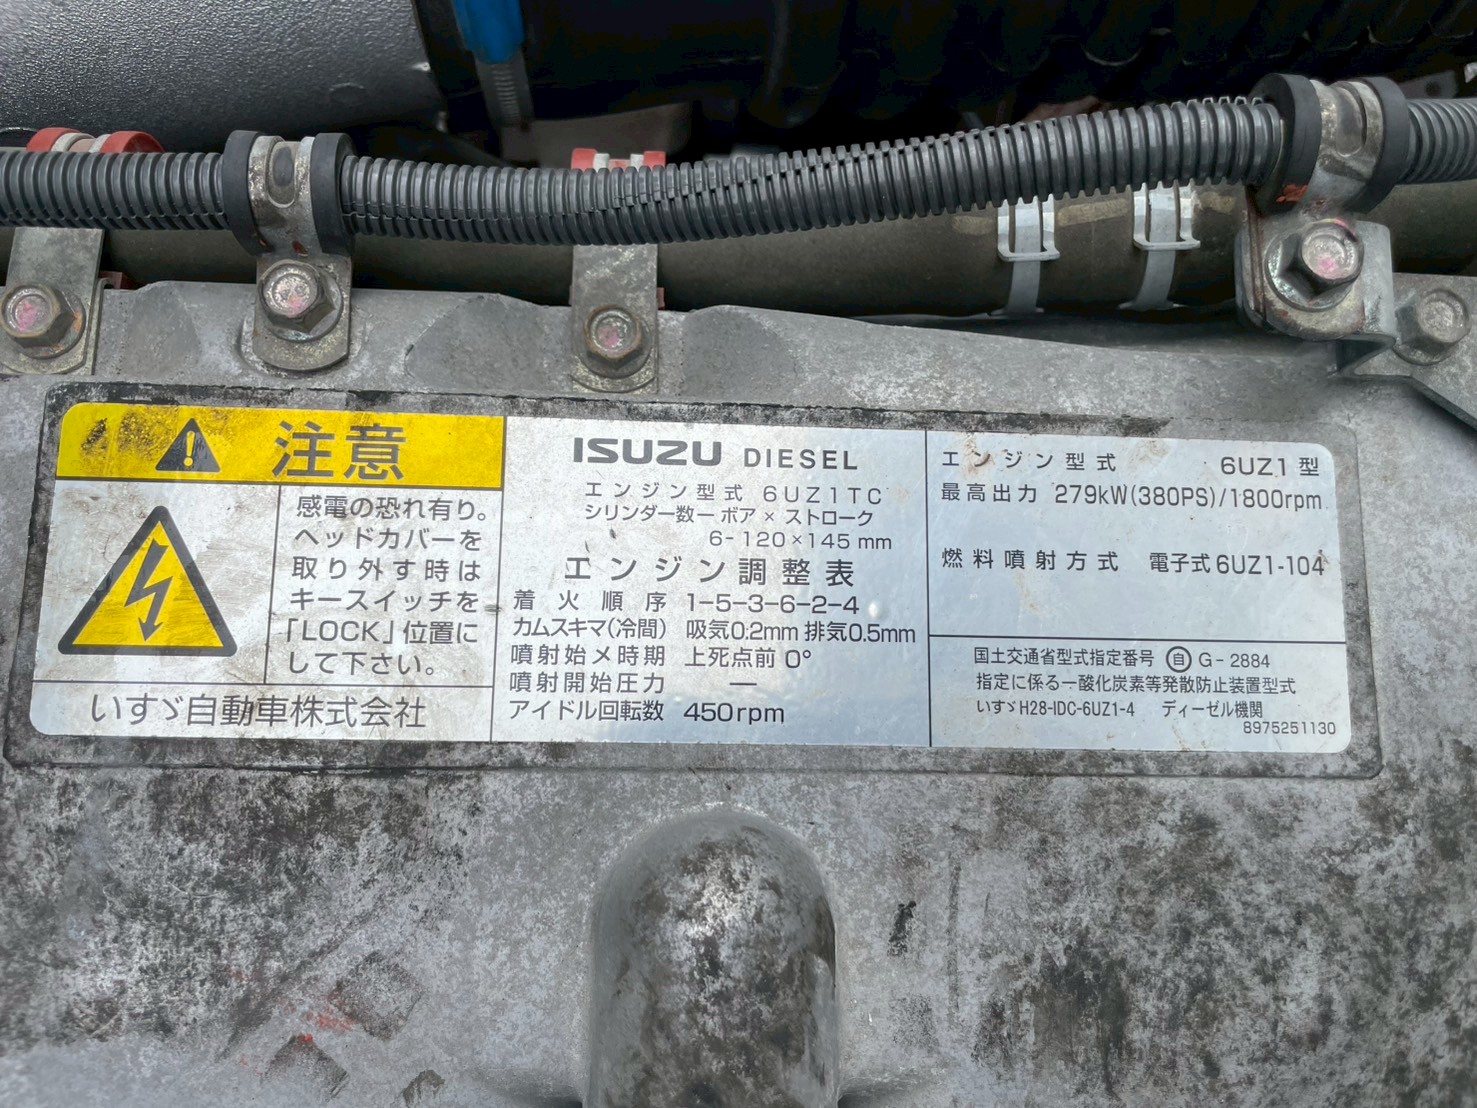 注意
感電の恐れ有り。
ヘッドカバーを
取り外す時は
キースイッチを
「LOCK」位置に
して下さい。
いすゞ自動車株式会社
ISUZU DIESEL
エンジン型式 6UZ1TC
シリンダー数ー ボア × ストローク
6-120×145 mm
エンジン調整表
着火順序 1-5-3-6-2-4
カムスキマ(冷間) 吸気0.2mm 排気0.5mm
噴射始メ時期 上死点前 0°
噴射開始圧力 —
アイドル回転数 450rpm
エンジン型式 6UZ1型
最高出力 279kW(380PS)/1800rpm
燃料噴射方式 電子式6UZ1-104
国土交通省型式指定番号 自 G-2884
指定に係る一酸化炭素等発散防止装置型式
いすゞH28-IDC-6UZ1-4 ディーゼル機関
8975251130